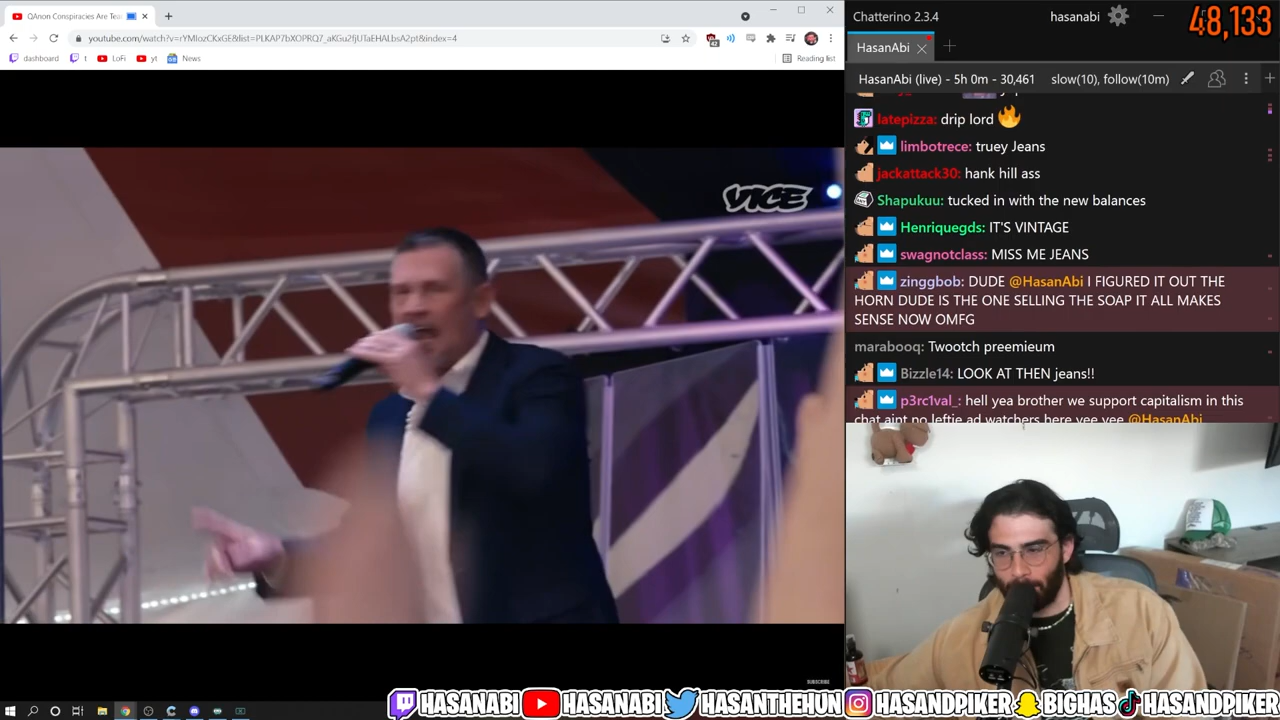 QAnon Conspiracies Are Tea
youtube.com/watch?v=rYMIozCKxGE&list=PLKAP7bXOPRQ7_aKGu2fjUTaEHALbsA2pt&index=4
dashboard
t
LoFi
yt
News
Reading list
VICE
SUBSCRIBE
Chatterino 2.3.4
hasanabi
48,133
HasanAbi
HasanAbi (live) - 5h 0m - 30,461
slow(10), follow(10m)
latepizza: drip lord
limbotrece: truey Jeans
jackattack30: hank hill ass
Shapukuu: tucked in with the new balances
Henriquegds: IT'S VINTAGE
swagnotclass: MISS ME JEANS
zinggbob: DUDE @HasanAbi I FIGURED IT OUT THE
HORN DUDE IS THE ONE SELLING THE SOAP IT ALL MAKES
SENSE NOW OMFG
marabooq: Twootch preemieum
Bizzle14: LOOK AT THEN jeans!!
p3rc1val_: hell yea brother we support capitalism in this
chat aint no leftie ad watchers here yee yee @HasanAbi
HASANABI
HASANABI
HASANTHEHUN
HASANDPIKER
BIGHAS
HASANDPIKER